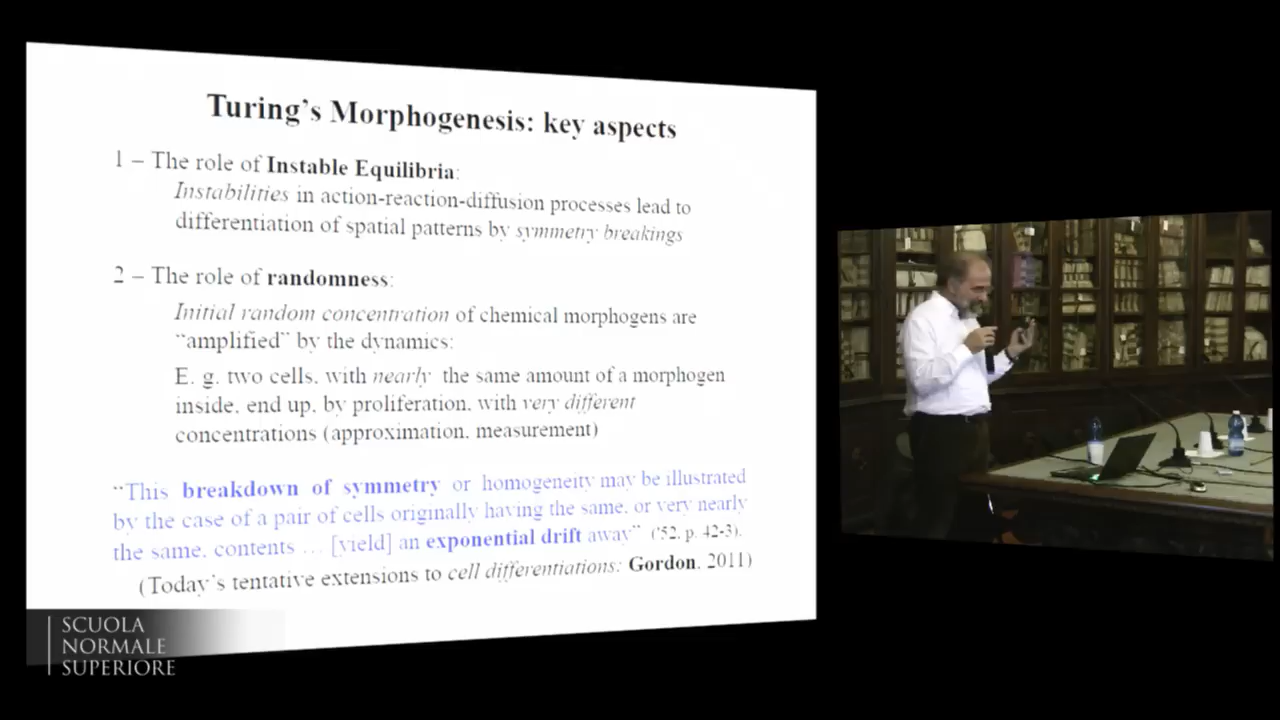 Turing's Morphogenesis: key aspects
1 – The role of Instable Equilibria:
Instabilities in action-reaction-diffusion processes lead to
differentiation of spatial patterns by symmetry breakings
2 – The role of randomness:
Initial random concentration of chemical morphogens are
"amplified" by the dynamics:
E. g. two cells, with nearly the same amount of a morphogen
inside, end up, by proliferation, with very different
concentrations (approximation, measurement)
"This breakdown of symmetry or homogeneity may be illustrated
by the case of a pair of cells originally having the same, or very nearly
the same, contents … [yield] an exponential drift away" ('52, p. 42-3).
(Today's tentative extensions to cell differentiations: Gordon, 2011)
SCUOLA
NORMALE
SUPERIORE